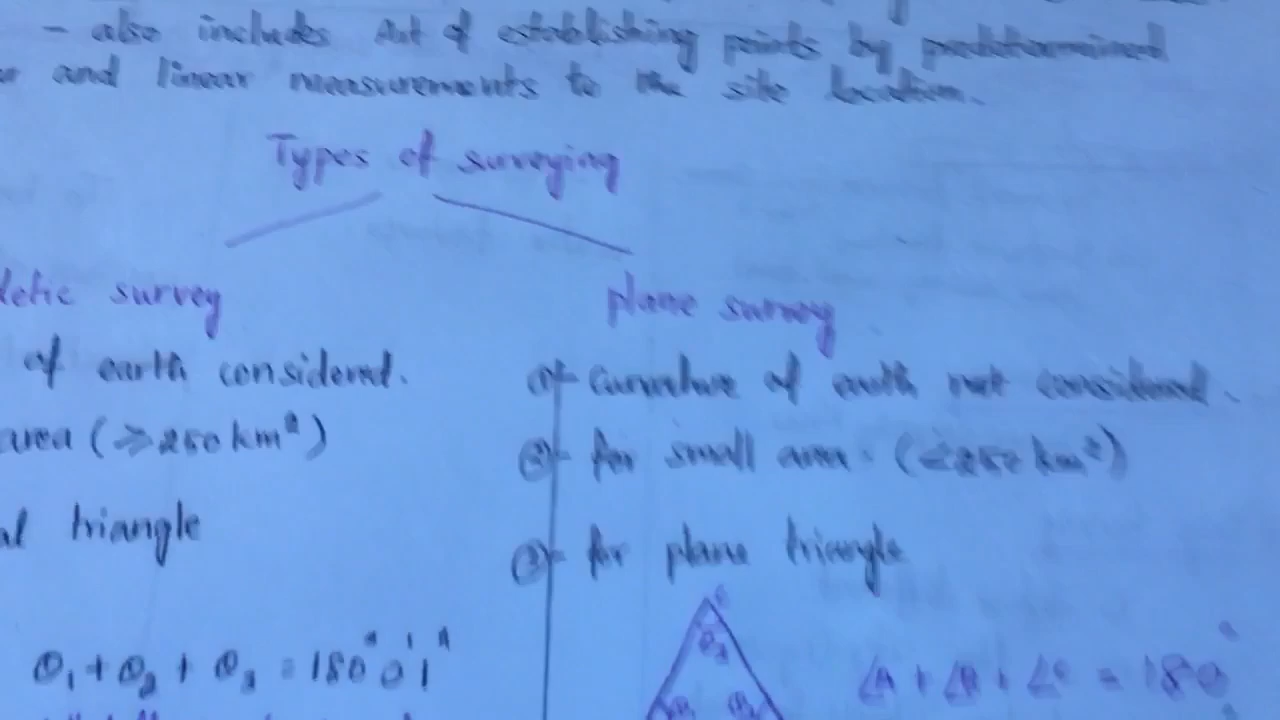 - also includes Art of establishing points by predetermined
and linear measurements to the site location.
Types of surveying
detic survey
plane survey
of earth considered.
① curvature of earth not considered.
area (≥250 km²)
② for small area. (<250 km²)
al triangle
③ for plane triangle
θ₁ + θ₂ + θ₃ = 180° 0' 1"
∠A + ∠B + ∠C = 180°